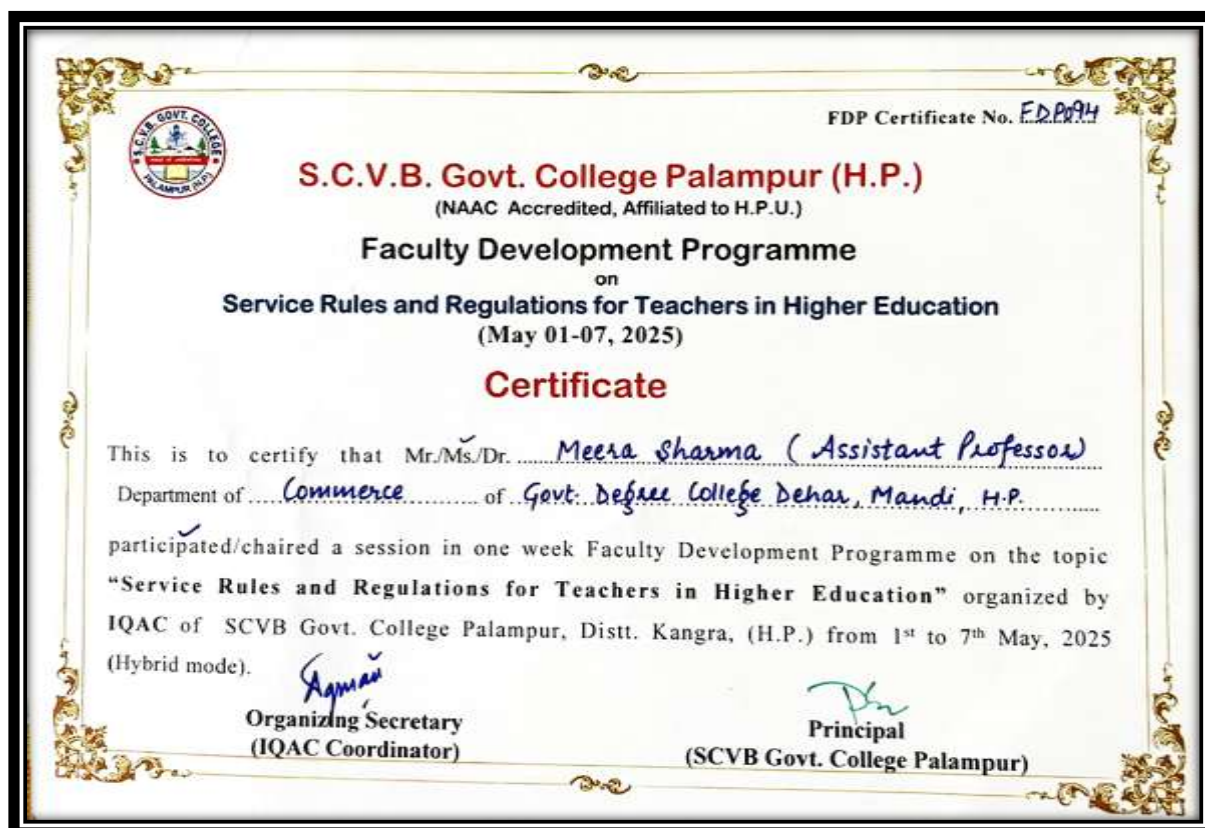 FDP Certificate No. FDP094
S.C.V.B. GOVT. COLLEGE
PALAMPUR (H.P.)
S.C.V.B. Govt. College Palampur (H.P.)
(NAAC Accredited, Affiliated to H.P.U.)
Faculty Development Programme
on
Service Rules and Regulations for Teachers in Higher Education
(May 01-07, 2025)
Certificate
This is to certify that Mr./Ms./Dr. Meera Sharma (Assistant Professor)
Department of Commerce of Govt. Degree College Dehar, Mandi, H.P.
participated/chaired a session in one week Faculty Development Programme on the topic
“Service Rules and Regulations for Teachers in Higher Education” organized by
IQAC of SCVB Govt. College Palampur, Distt. Kangra, (H.P.) from 1st to 7th May, 2025
(Hybrid mode).
Organizing Secretary
(IQAC Coordinator)
Principal
(SCVB Govt. College Palampur)